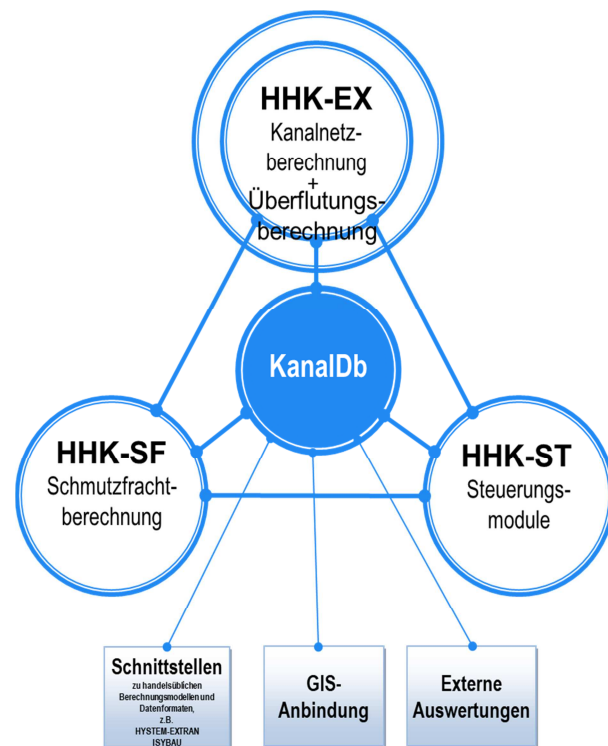 HHK-EX
Kanalnetz-
berechnung
+
Überflutungs-
berechnung
KanalDb
HHK-SF
Schmutzfracht-
berechnung
HHK-ST
Steuerungs-
module
Schnittstellen
zu handelsüblichen
Berechnungsmodellen und
Datenformaten,
z.B.
HYSTEM-EXTRAN
ISYBAU
GIS-
Anbindung
Externe
Auswertungen